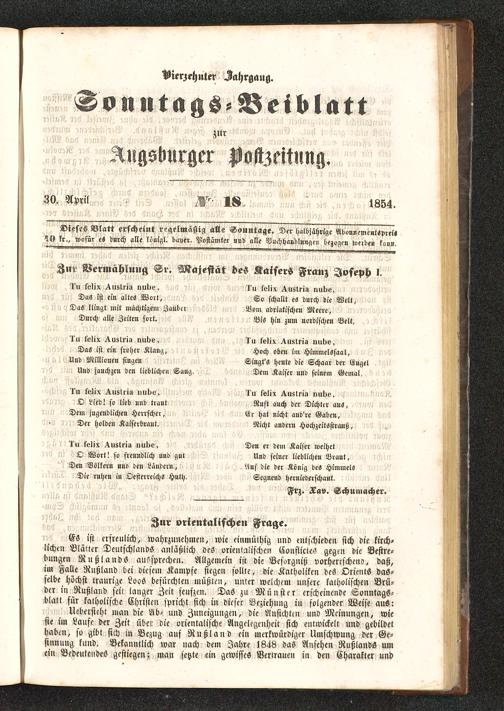 Vierzehnter Jahrgang.
Sonntags-Beiblatt
zur
Augsburger Postzeitung.
30. April № 18. 1854.
Dieses Blatt erscheint regelmäßig alle Sonntage. Der halbjährige Abonnementspreis
40 kr., wofür es durch alle königl. bayer. Postämter und alle Buchhandlungen bezogen werden kann.
Zur Vermählung Sr. Majestät des Kaisers Franz Joseph I.
Tu felix Austria nube,
Das ist ein altes Wort,
Das klingt mit mächtigem Zauber
Durch alle Zeiten fort.
Tu felix Austria nube,
Das ist ein froher Klang,
Und Millionen singen
Und jauchzen den lieblichen Sang.
Tu felix Austria nube,
O Lied! so lieb und traut
Dem jugendlichen Herrscher,
Der holden Kaiserbraut.
Tu felix Austria nube,
O Wort! so freundlich und gut
Den Völkern und den Ländern,
Die ruhen in Oesterreichs Huth.
Tu felix Austria nube,
So schallt es durch die Welt,
Vom adriatischen Meere,
Bis hin zum nordischen Belt.
Tu felix Austria nube,
Hoch oben im Himmelssaal,
Singt's heute die Schaar der Engel
Dem Kaiser und seinem Gemal.
Tu felix Austria nube,
Ruft auch der Dichter aus,
Er hat nicht and're Gaben,
Nicht andern Hochzeitsstrauß,
Den er dem Kaiser weihet
Und seiner lieblichen Braut,
Auf die der König des Himmels
Segnend herniederschaut.
Frz. Xav. Schumacher.
Zur orientalischen Frage.
Es ist erfreulich, wahrzunehmen, wie einmüthig und entschieden sich die kirch-
lichen Blätter Deutschlands anläßlich des orientalischen Conflictes gegen die Bestre-
bungen Rußlands aussprechen. Allgemein ist die Besorgniß vorherrschend, daß,
im Falle Rußland bei diesem Kampfe siegen sollte, die Katholiken des Orients das-
selbe höchst traurige Loos befürchten müßten, unter welchem unsere katholischen Brü-
der in Rußland seit langer Zeit seufzen. Das zu Münster erscheinende Sonntags-
blatt für katholische Christen spricht sich in dieser Beziehung in folgender Weise aus:
Uebersieht man die Ab- und Zuneigungen, die Ansichten und Meinungen, wie
sie im Laufe der Zeit über die orientalische Angelegenheit sich entwickelt und gebildet
haben, so gibt sich in Bezug auf Rußland ein merkwürdiger Umschwung der Ge-
sinnung kund. Bekanntlich war nach dem Jahre 1848 das Ansehen Rußlands um
ein Bedeutendes gestiegen; man setzte ein gewisses Vertrauen in den Charakter und